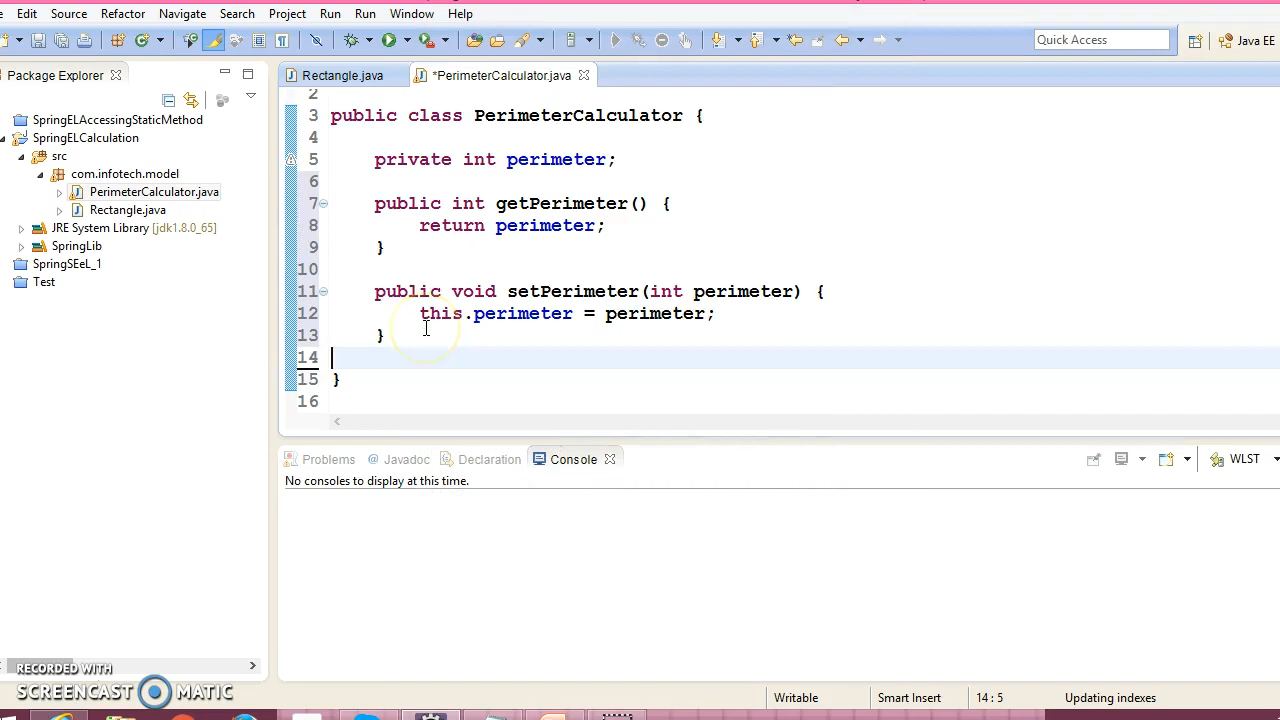 Edit Source Refactor Navigate Search Project Run Run Window Help
Quick Access
Java EE
Package Explorer
SpringELAccessingStaticMethod
SpringELCalculation
src
com.infotech.model
PerimeterCalculator.java
Rectangle.java
JRE System Library [jdk1.8.0_65]
SpringLib
SpringSEeL_1
Test
Rectangle.java *PerimeterCalculator.java
2
3 public class PerimeterCalculator {
4
5 private int perimeter;
6
7 public int getPerimeter() {
8 return perimeter;
9 }
10
11 public void setPerimeter(int perimeter) {
12 this.perimeter = perimeter;
13 }
14
15 }
16
Problems @ Javadoc Declaration Console
WLST
No consoles to display at this time.
RECORDED WITH
SCREENCAST MATIC
Writable Smart Insert 14 : 5 Updating indexes